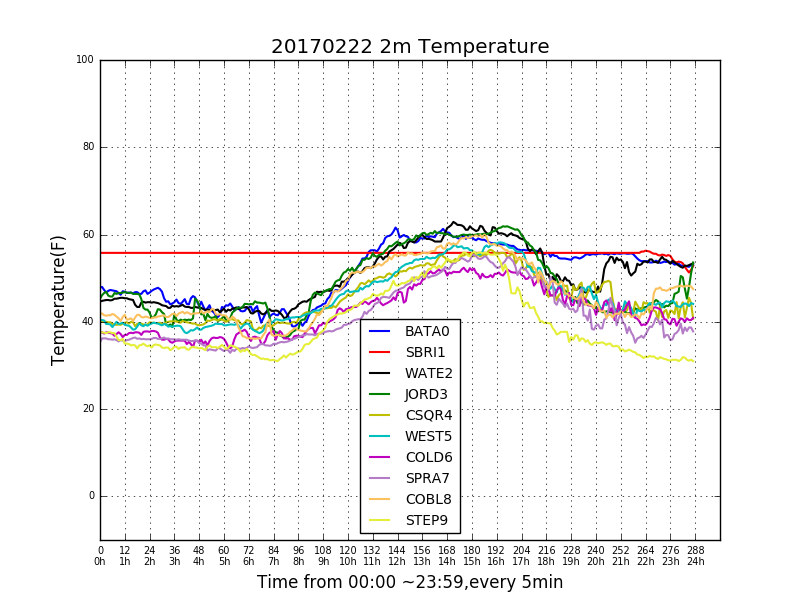 20170222 2m Temperature
100
80
60
40
20
0
Temperature(F)
BATA0
SBRI1
WATE2
JORD3
CSQR4
WEST5
COLD6
SPRA7
COBL8
STEP9
0 12 24 36 48 60 72 84 96 108 120 132 144 156 168 180 192 204 216 228 240 252 264 276 288
0h 1h 2h 3h 4h 5h 6h 7h 8h 9h 10h 11h 12h 13h 14h 15h 16h 17h 18h 19h 20h 21h 22h 23h 24h
Time from 00:00 ~23:59,every 5min